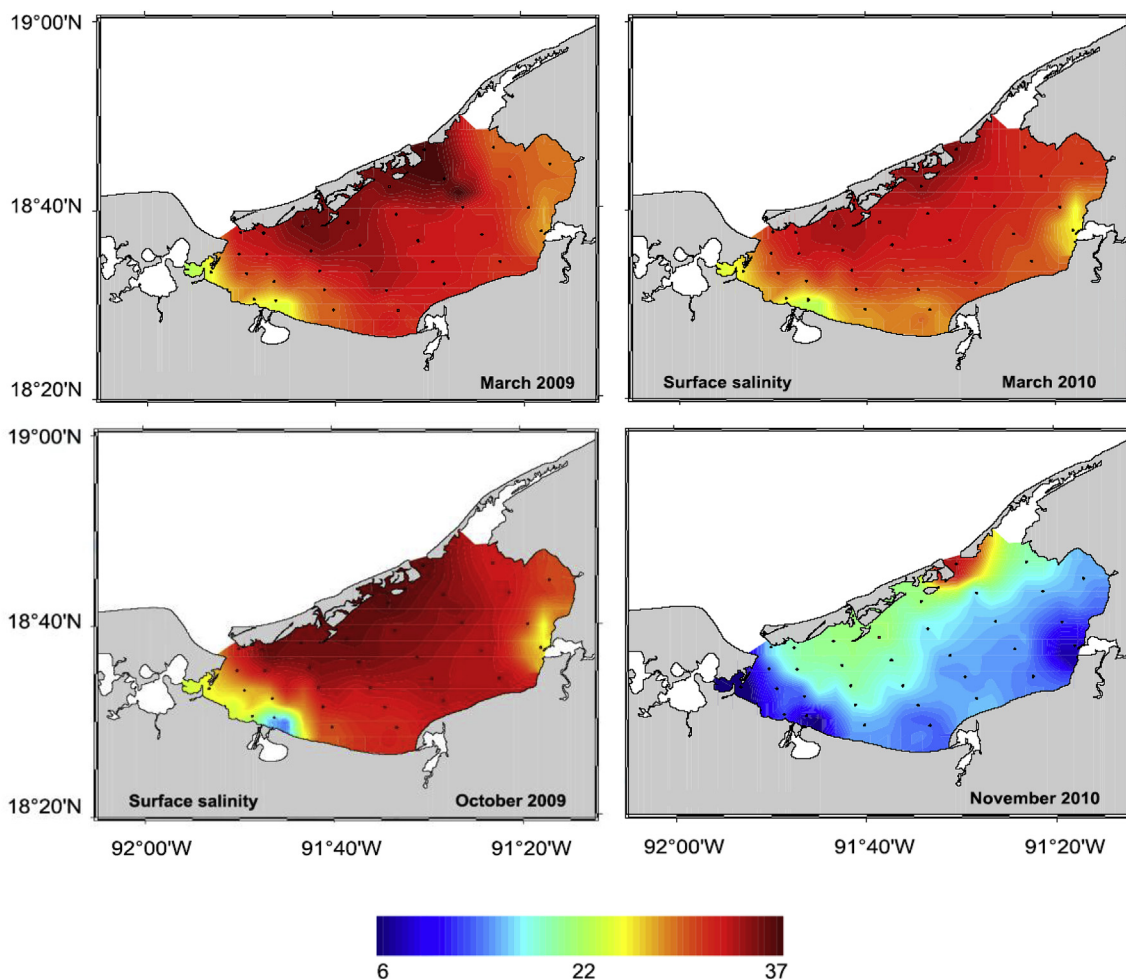 19°00'N
18°40'N
18°20'N
March 2009
Surface salinity March 2010
19°00'N
18°40'N
18°20'N
Surface salinity October 2009
November 2010
92°00'W 91°40'W 91°20'W 92°00'W 91°40'W 91°20'W
6 22 37